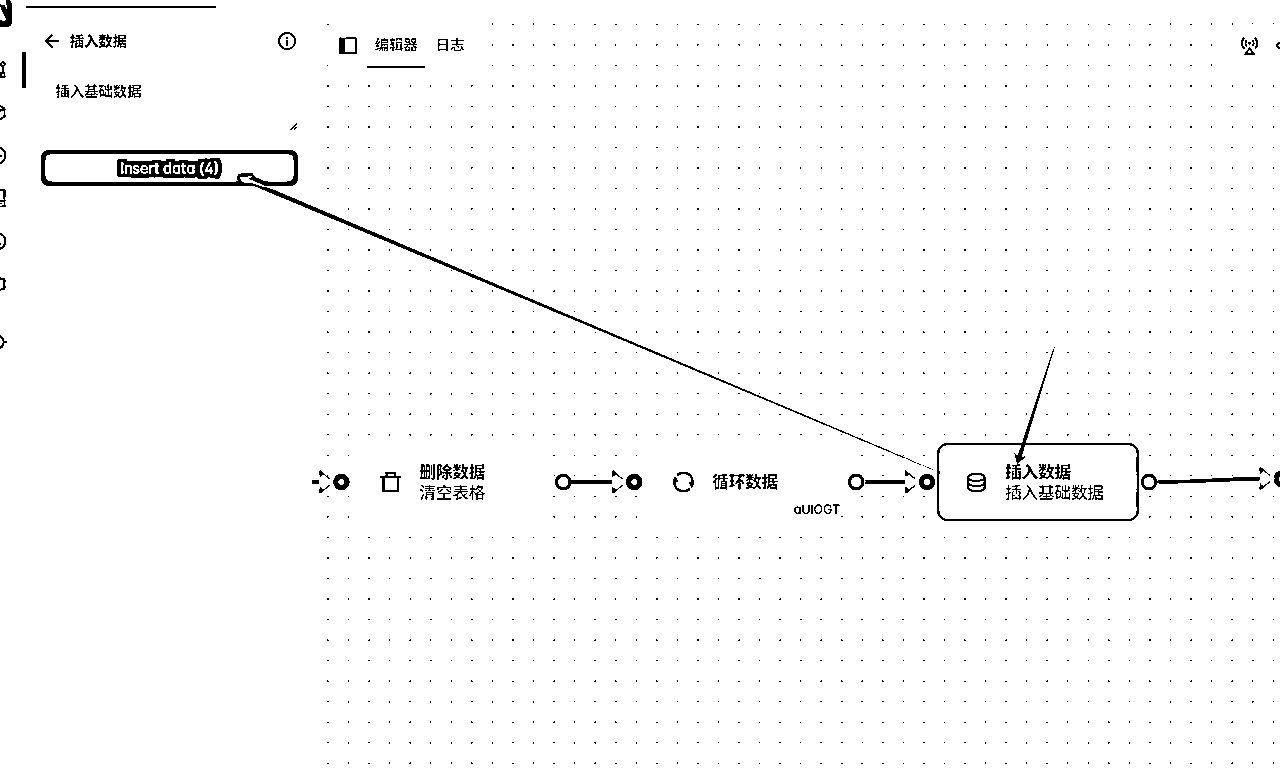 插入数据
编辑器
日志
插入基础数据
Insert data (4)
删除数据
清空表格
循环数据
aUIOGT
插入数据
插入基础数据